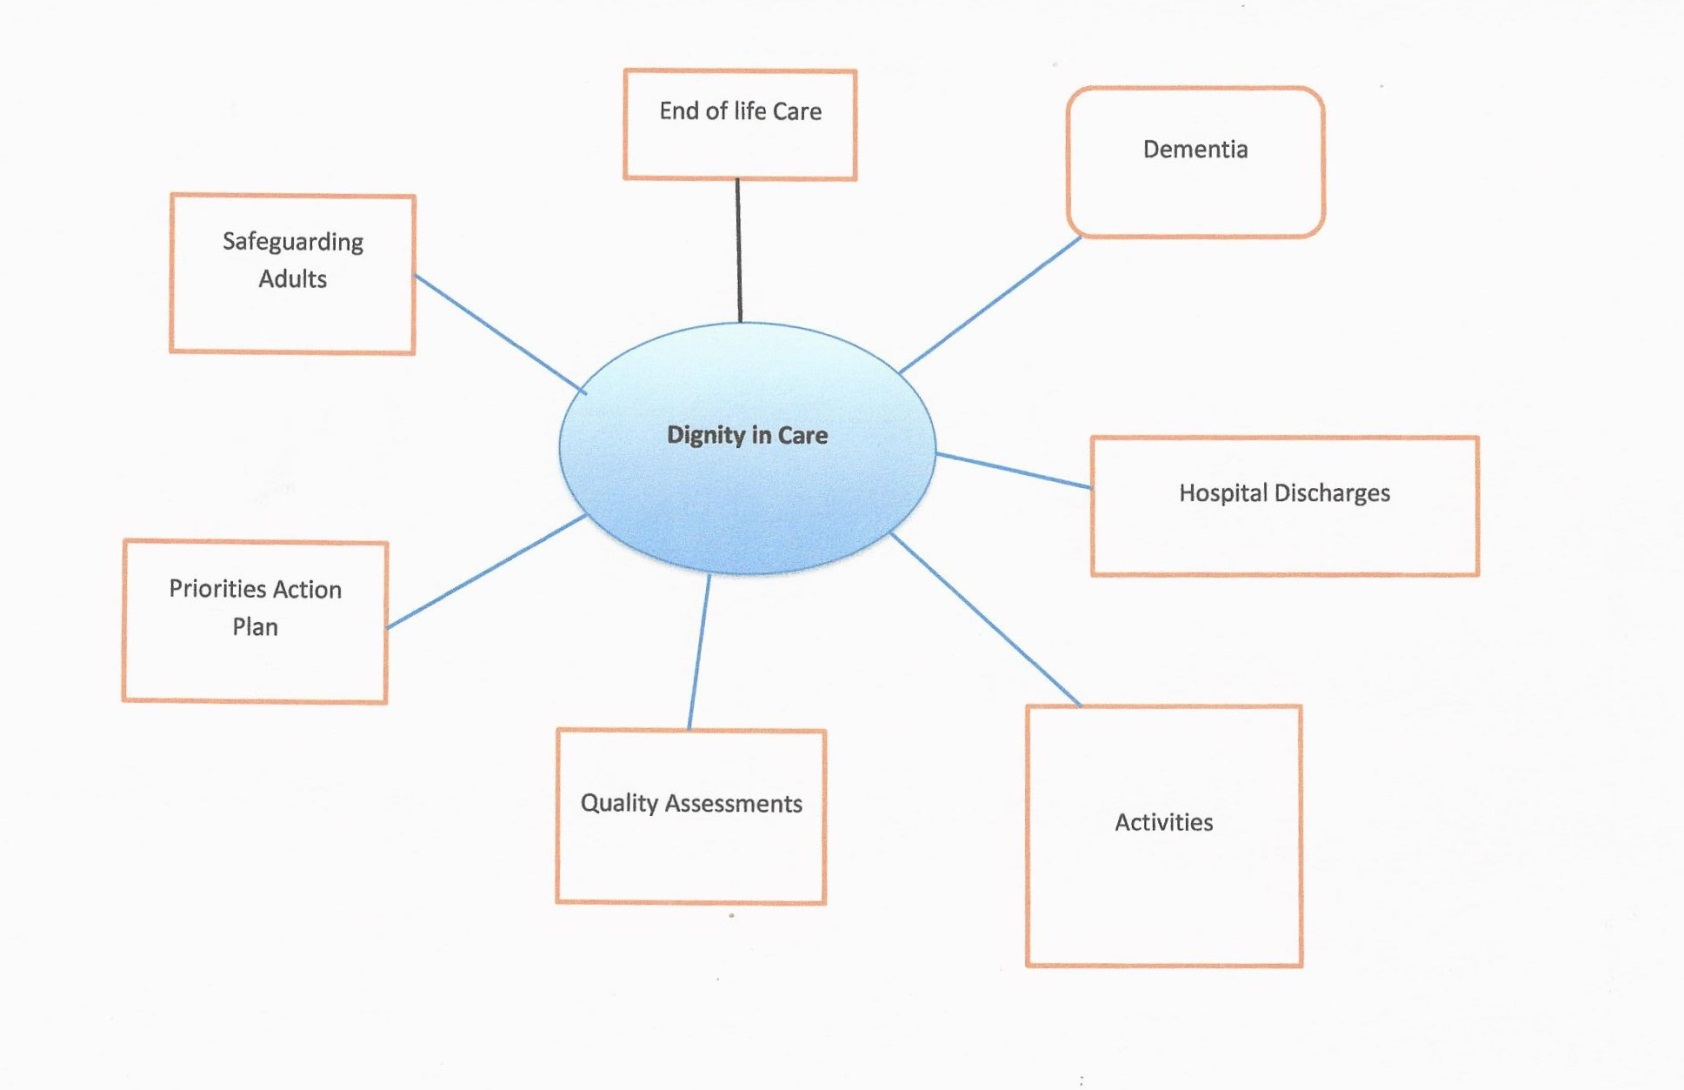 End of life Care
Dementia
Safeguarding
Adults
Dignity in Care
Hospital Discharges
Priorities Action
Plan
Quality Assessments
Activities